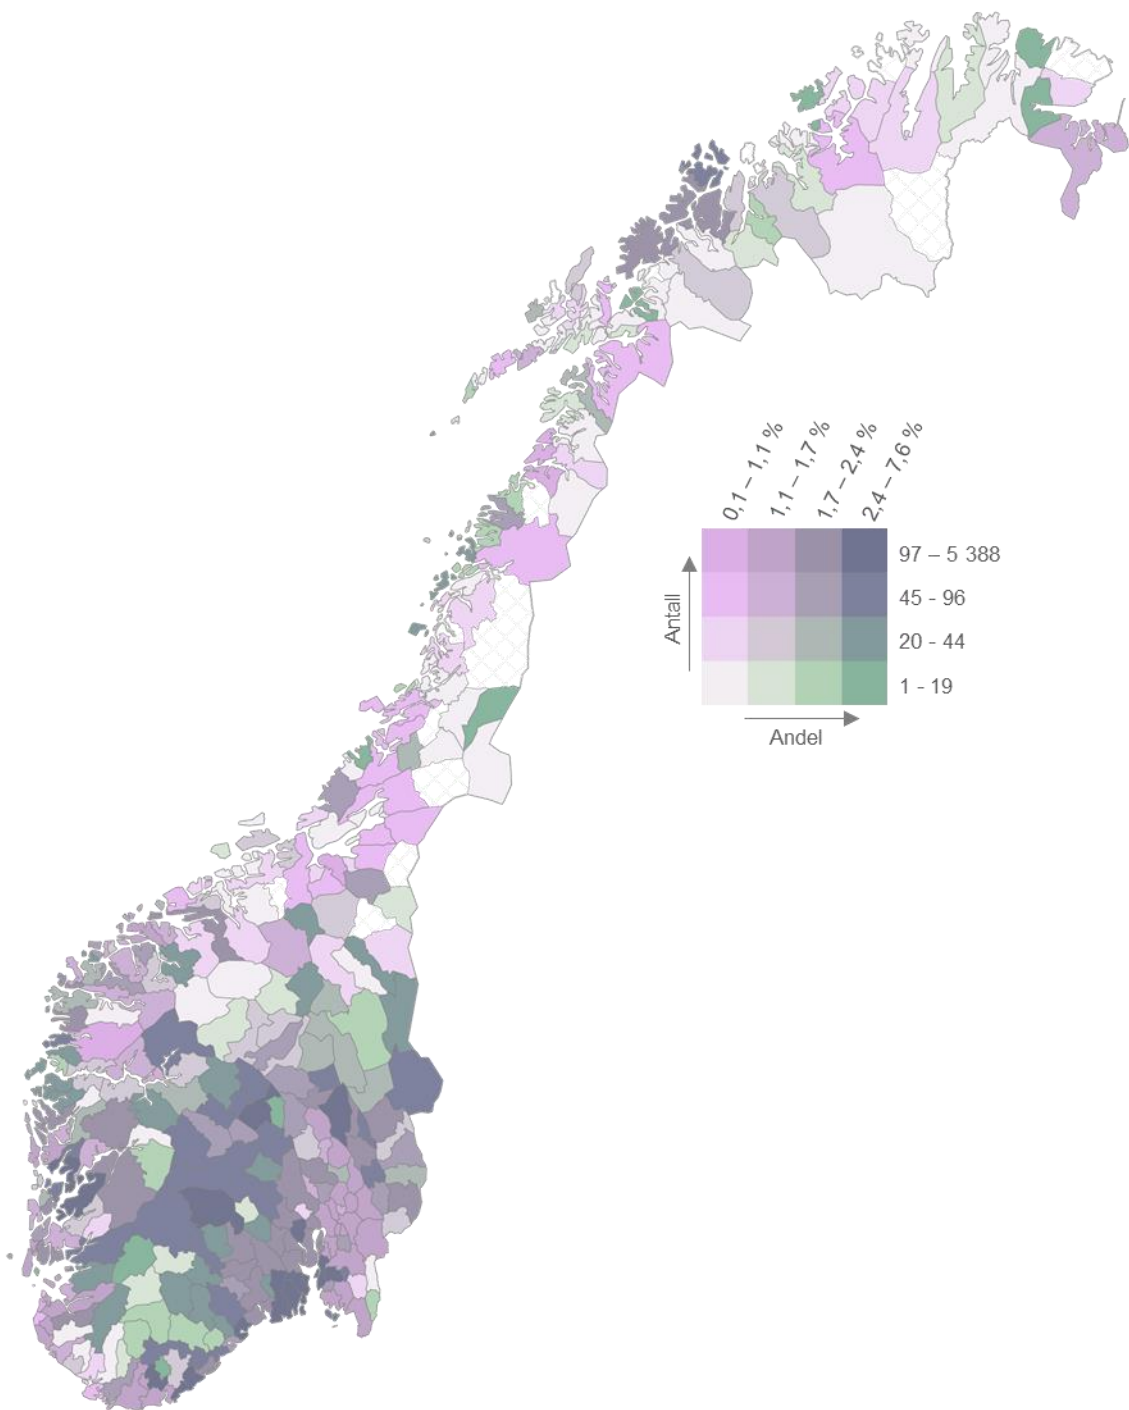 0,1 – 1,1 %
1,1 – 1,7 %
1,7 – 2,4 %
2,4 – 7,6 %
97 – 5 388
45 - 96
20 - 44
1 - 19
Antall
Andel